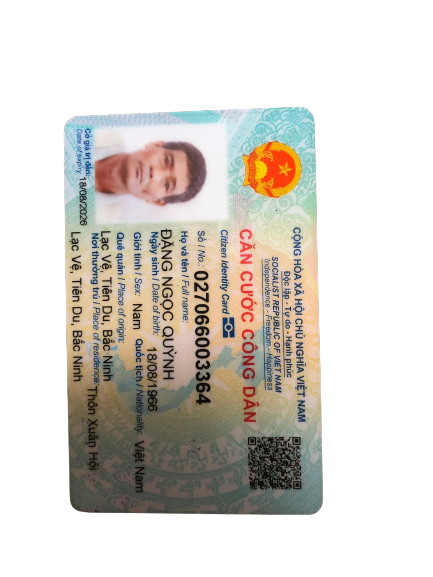 CỘNG HÒA XÃ HỘI CHỦ NGHĨA VIỆT NAM
Độc lập - Tự do - Hạnh phúc
SOCIALIST REPUBLIC OF VIET NAM
Independence - Freedom - Happiness
CĂN CƯỚC CÔNG DÂN
Citizen Identity Card
Số / No.: 027066003364
Họ và tên / Full name:
ĐẶNG NGỌC QUỲNH
Ngày sinh / Date of birth: 18/08/1966
Giới tính / Sex: Nam Quốc tịch / Nationality: Việt Nam
Quê quán / Place of origin:
Lạc Vệ, Tiên Du, Bắc Ninh
Nơi thường trú / Place of residence: Thôn Xuân Hội
Lạc Vệ, Tiên Du, Bắc Ninh
Có giá trị đến: 18/08/2026
Date of expiry